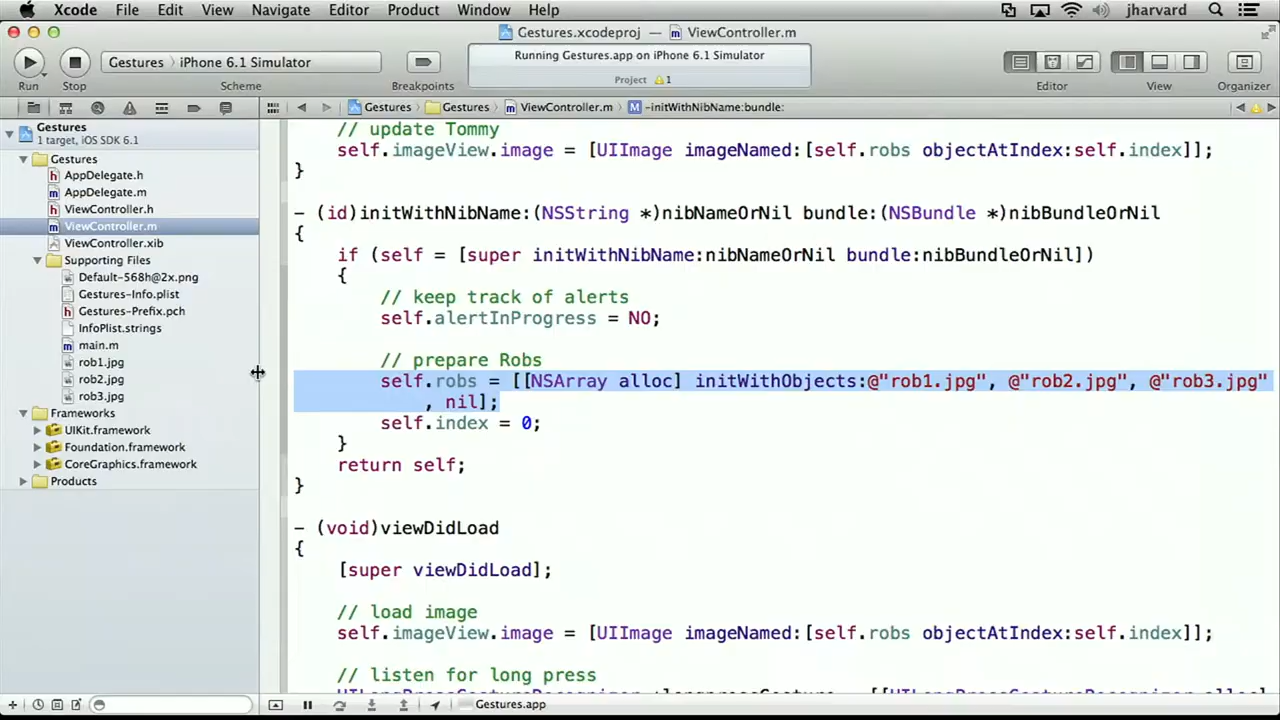 Xcode File Edit View Navigate Editor Product Window Help jharvard
Gestures.xcodeproj — ViewController.m
Gestures iPhone 6.1 Simulator
Running Gestures.app on iPhone 6.1 Simulator
Project 1
Run Stop Scheme Breakpoints Editor View Organizer
Gestures Gestures ViewController.m M -initWithNibName:bundle:
Gestures
1 target, iOS SDK 6.1
Gestures
h AppDelegate.h
m AppDelegate.m
h ViewController.h
m ViewController.m
ViewController.xib
Supporting Files
Default-568h@2x.png
Gestures-Info.plist
h Gestures-Prefix.pch
InfoPlist.strings
m main.m
rob1.jpg
rob2.jpg
rob3.jpg
Frameworks
UIKit.framework
Foundation.framework
CoreGraphics.framework
Products
// update Tommy
self.imageView.image = [UIImage imageNamed:[self.robs objectAtIndex:self.index]];
}
- (id)initWithNibName:(NSString *)nibNameOrNil bundle:(NSBundle *)nibBundleOrNil
{
if (self = [super initWithNibName:nibNameOrNil bundle:nibBundleOrNil])
{
// keep track of alerts
self.alertInProgress = NO;
// prepare Robs
self.robs = [[NSArray alloc] initWithObjects:@"rob1.jpg", @"rob2.jpg", @"rob3.jpg"
, nil];
self.index = 0;
}
return self;
}
- (void)viewDidLoad
{
[super viewDidLoad];
// load image
self.imageView.image = [UIImage imageNamed:[self.robs objectAtIndex:self.index]];
// listen for long press
Gestures.app